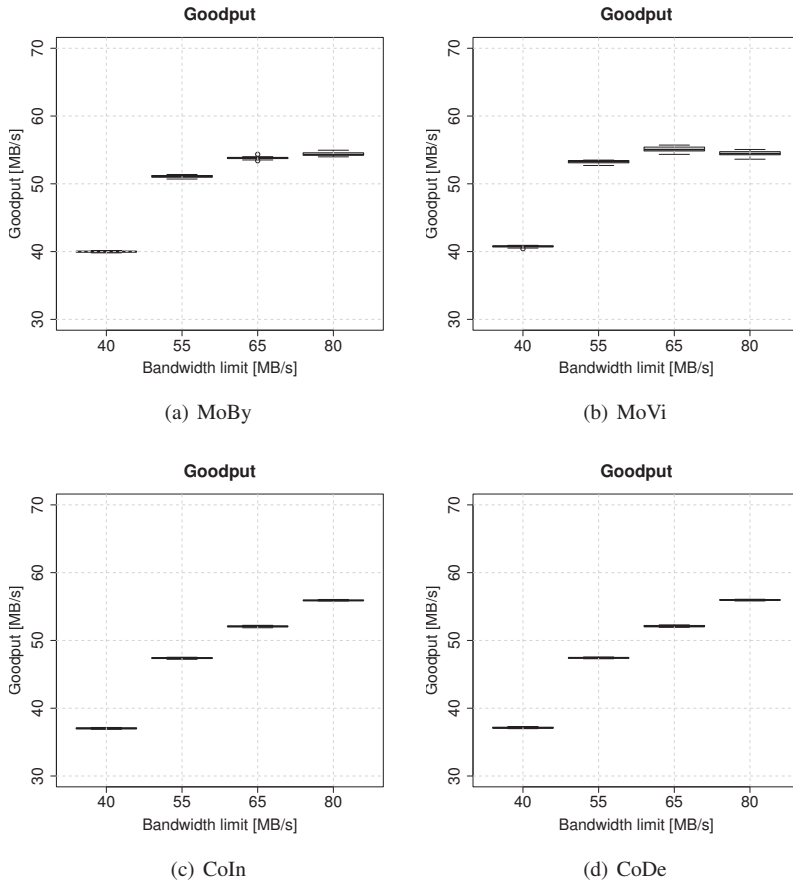 Goodput
Goodput [MB/s]
70
60
50
40
30
40 55 65 80
Bandwidth limit [MB/s]
(a) MoBy
Goodput
Goodput [MB/s]
70
60
50
40
30
40 55 65 80
Bandwidth limit [MB/s]
(b) MoVi
Goodput
Goodput [MB/s]
70
60
50
40
30
40 55 65 80
Bandwidth limit [MB/s]
(c) CoIn
Goodput
Goodput [MB/s]
70
60
50
40
30
40 55 65 80
Bandwidth limit [MB/s]
(d) CoDe